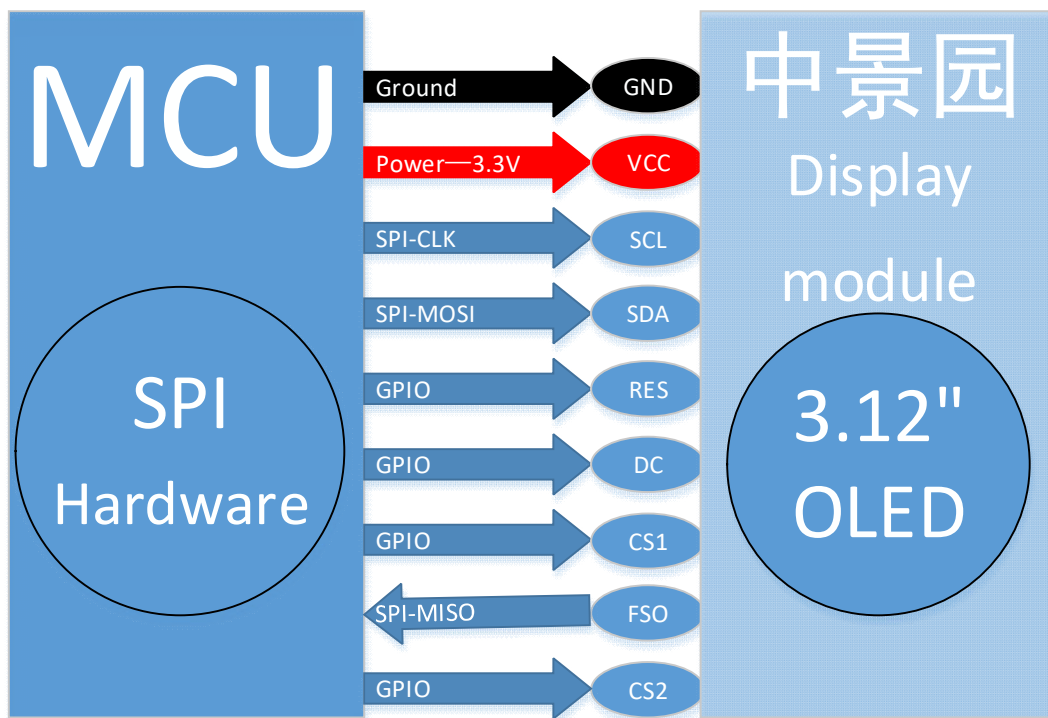 MCU
SPI
Hardware
Ground
GND
Power—3.3V
VCC
SPI-CLK
SCL
SPI-MOSI
SDA
GPIO
RES
GPIO
DC
GPIO
CS1
SPI-MISO
FSO
GPIO
CS2
中景园
Display
module
3.12"
OLED